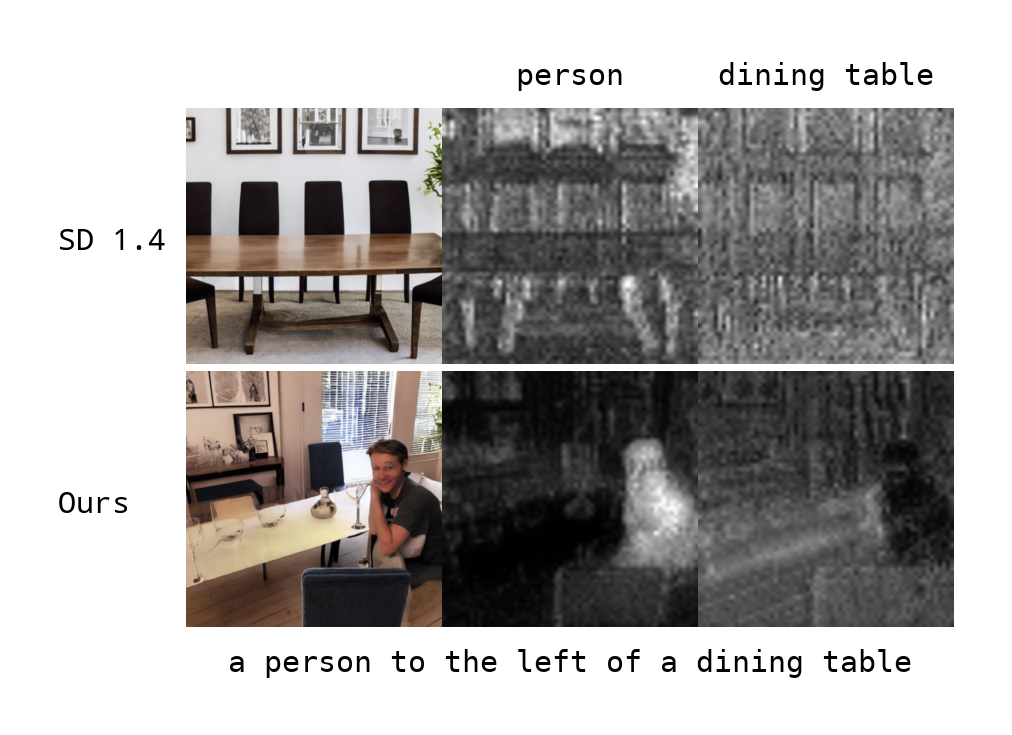 person
dining table
SD 1.4
Ours
a person to the left of a dining table